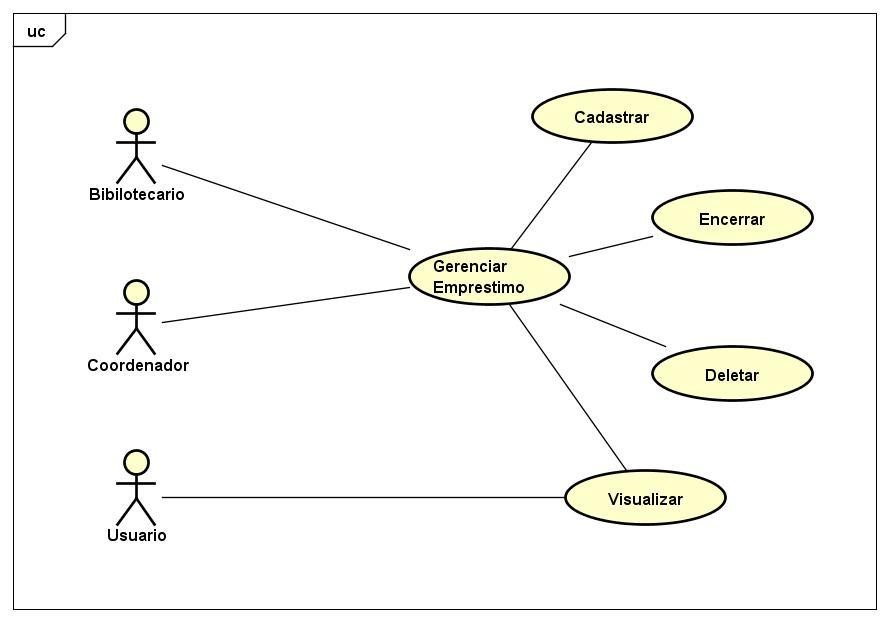 uc
Cadastrar
Bibilotecario
Encerrar
Gerenciar
Emprestimo
Coordenador
Deletar
Visualizar
Usuario